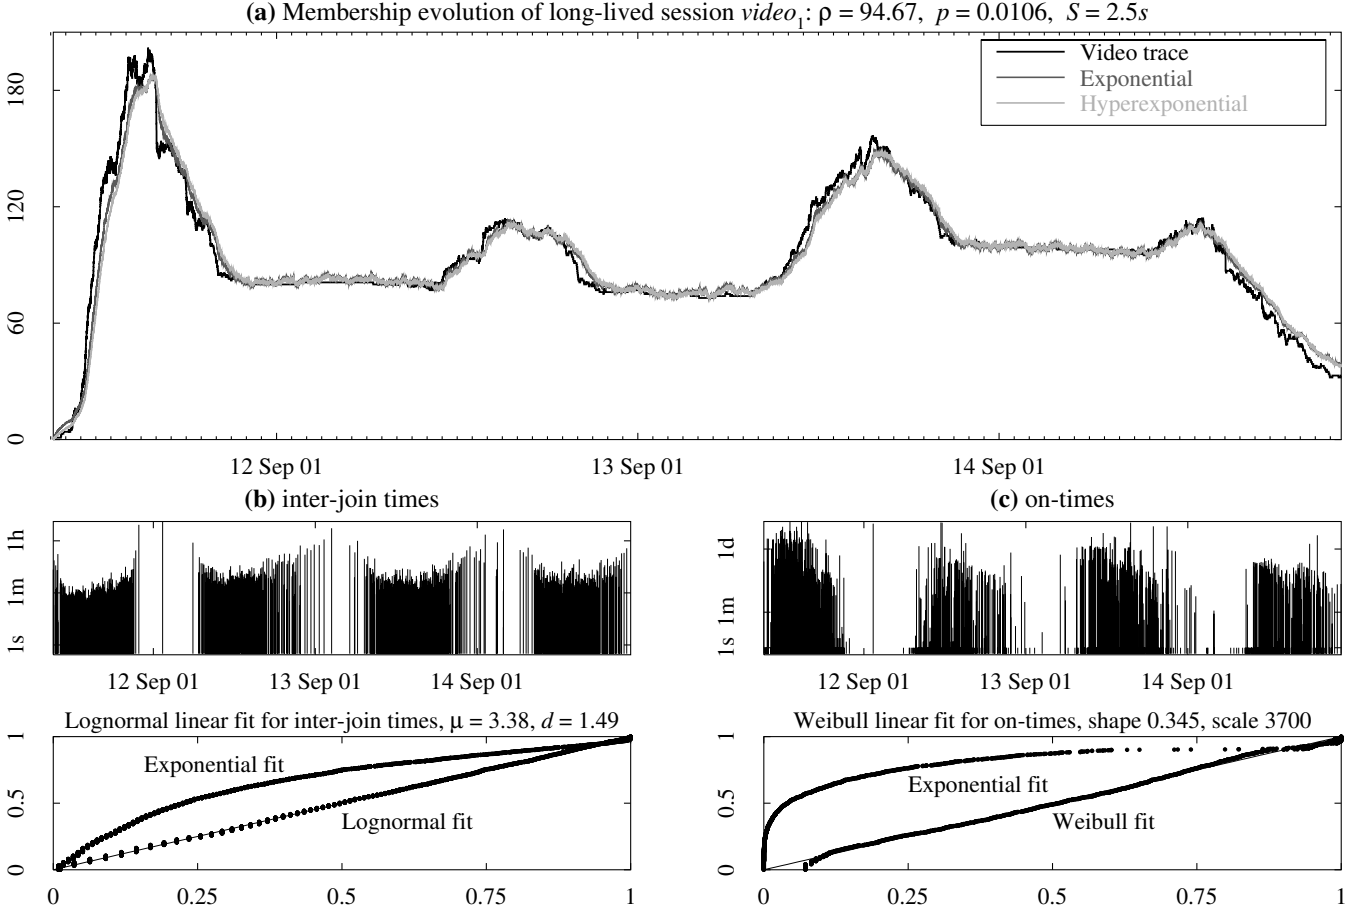 (a) Membership evolution of long-lived session video1: ρ = 94.67, p = 0.0106, S = 2.5s
Video trace
Exponential
Hyperexponential
180
120
60
0
12 Sep 01
13 Sep 01
14 Sep 01
(b) inter-join times
1h
1m
1s
12 Sep 01
13 Sep 01
14 Sep 01
(c) on-times
1d
1m
1s
12 Sep 01
13 Sep 01
14 Sep 01
Lognormal linear fit for inter-join times, μ = 3.38, d = 1.49
1
0.5
0
Exponential fit
Lognormal fit
0
0.25
0.5
0.75
1
Weibull linear fit for on-times, shape 0.345, scale 3700
1
0.5
0
Exponential fit
Weibull fit
0
0.25
0.5
0.75
1